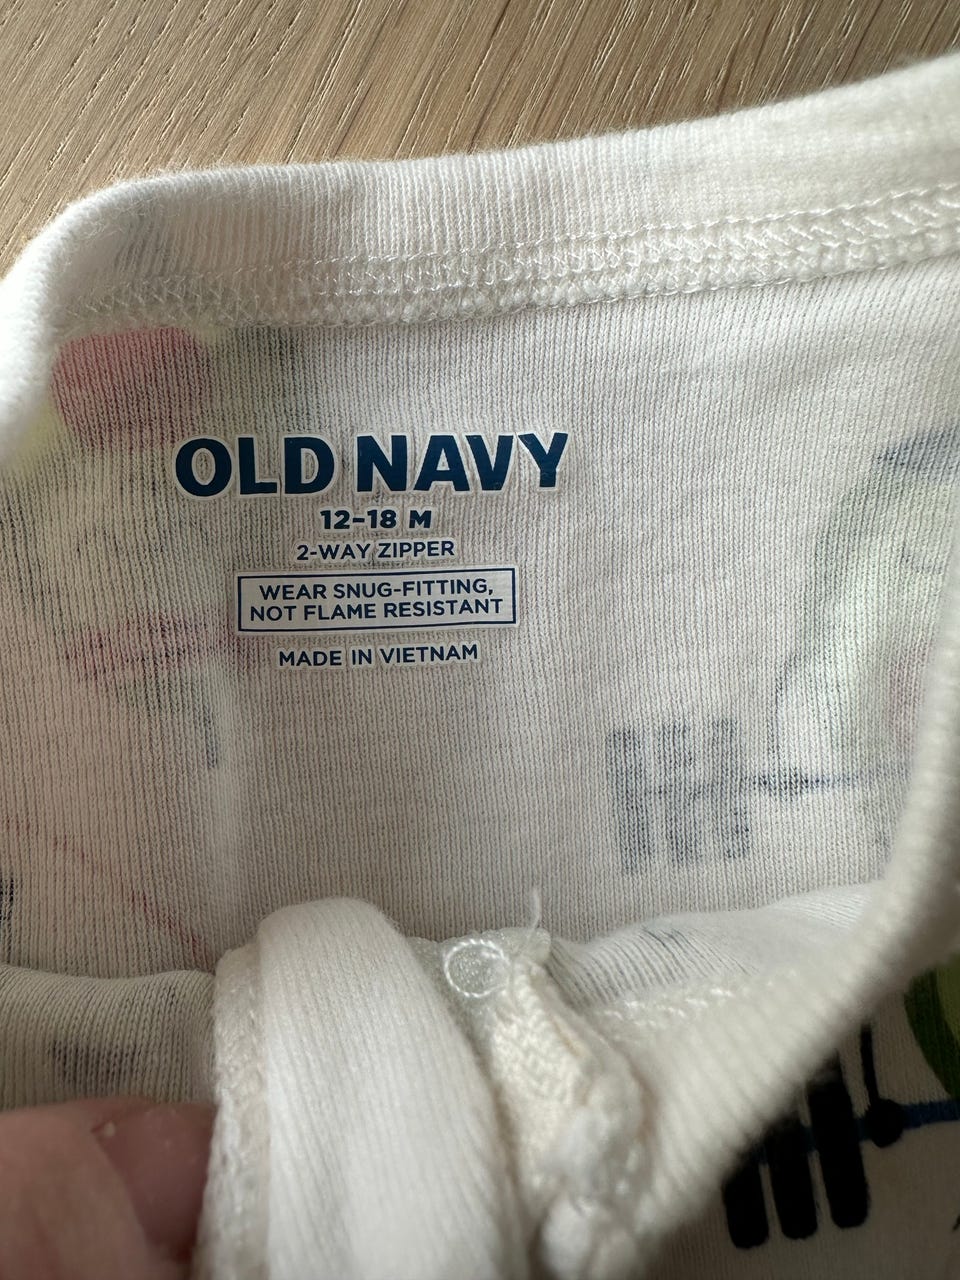 OLD NAVY
12-18 M
2-WAY ZIPPER
WEAR SNUG-FITTING,
NOT FLAME RESISTANT
MADE IN VIETNAM